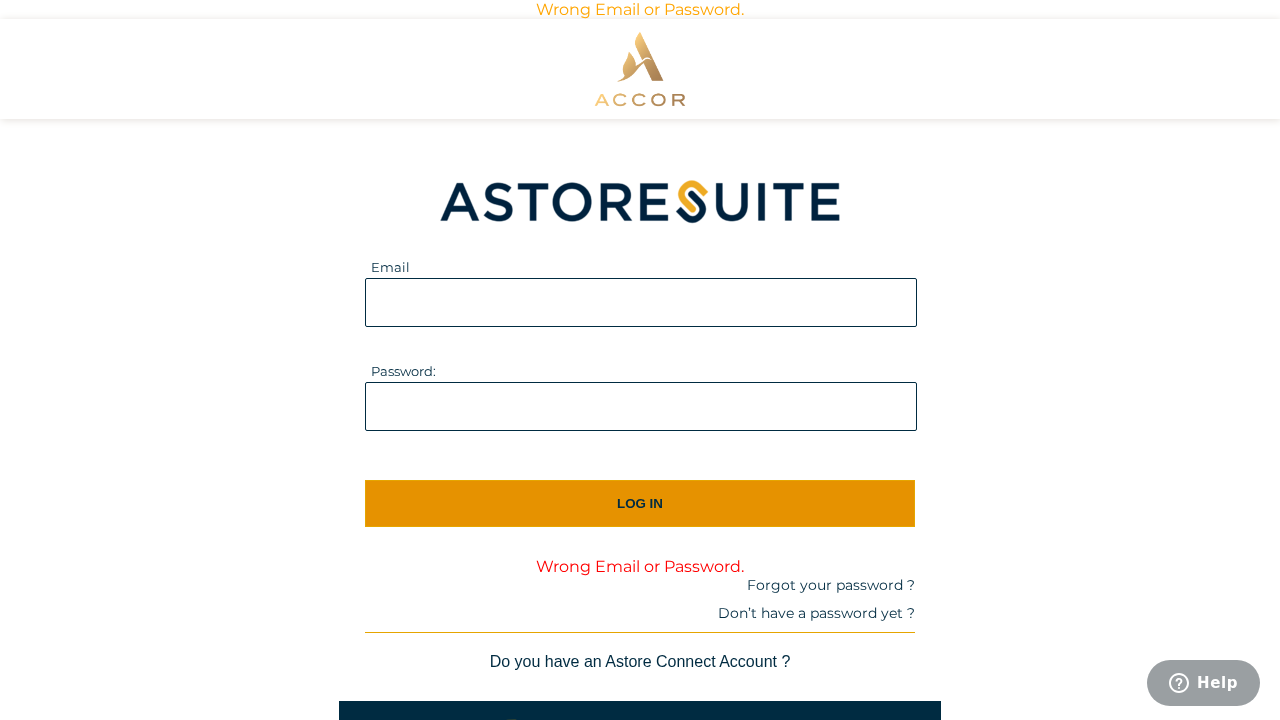 Wrong Email or Password.
ACCOR
ASTORESUITE
Email
Password:
LOG IN
Wrong Email or Password.
Forgot your password ?
Don’t have a password yet ?
Do you have an Astore Connect Account ?
Help